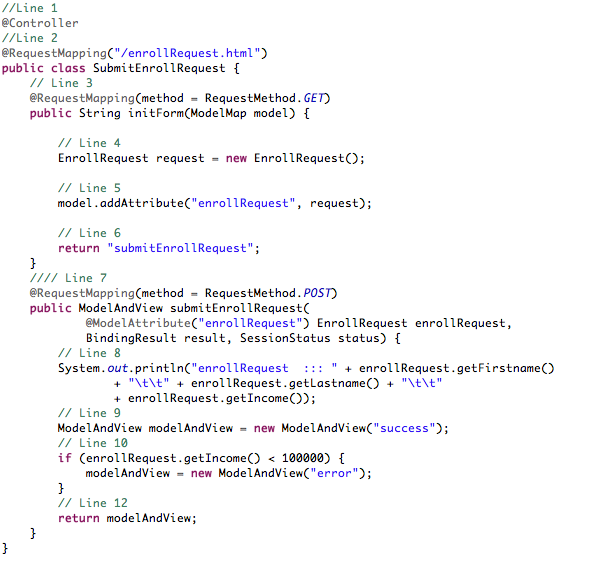 //Line 1
@Controller
//Line 2
@RequestMapping("/enrollRequest.html")
public class SubmitEnrollRequest {
    // Line 3
    @RequestMapping(method = RequestMethod.GET)
    public String initForm(ModelMap model) {

        // Line 4
        EnrollRequest request = new EnrollRequest();

        // Line 5
        model.addAttribute("enrollRequest", request);

        // Line 6
        return "submitEnrollRequest";
    }
    //// Line 7
    @RequestMapping(method = RequestMethod.POST)
    public ModelAndView submitEnrollRequest(
            @ModelAttribute("enrollRequest") EnrollRequest enrollRequest,
            BindingResult result, SessionStatus status) {
        // Line 8
        System.out.println("enrollRequest  ::: " + enrollRequest.getFirstname()
                + "\t\t" + enrollRequest.getLastname() + "\t\t"
                + enrollRequest.getIncome());
        // Line 9
        ModelAndView modelAndView = new ModelAndView("success");
        // Line 10
        if (enrollRequest.getIncome() < 100000) {
            modelAndView = new ModelAndView("error");
        }
        // Line 12
        return modelAndView;
    }
}